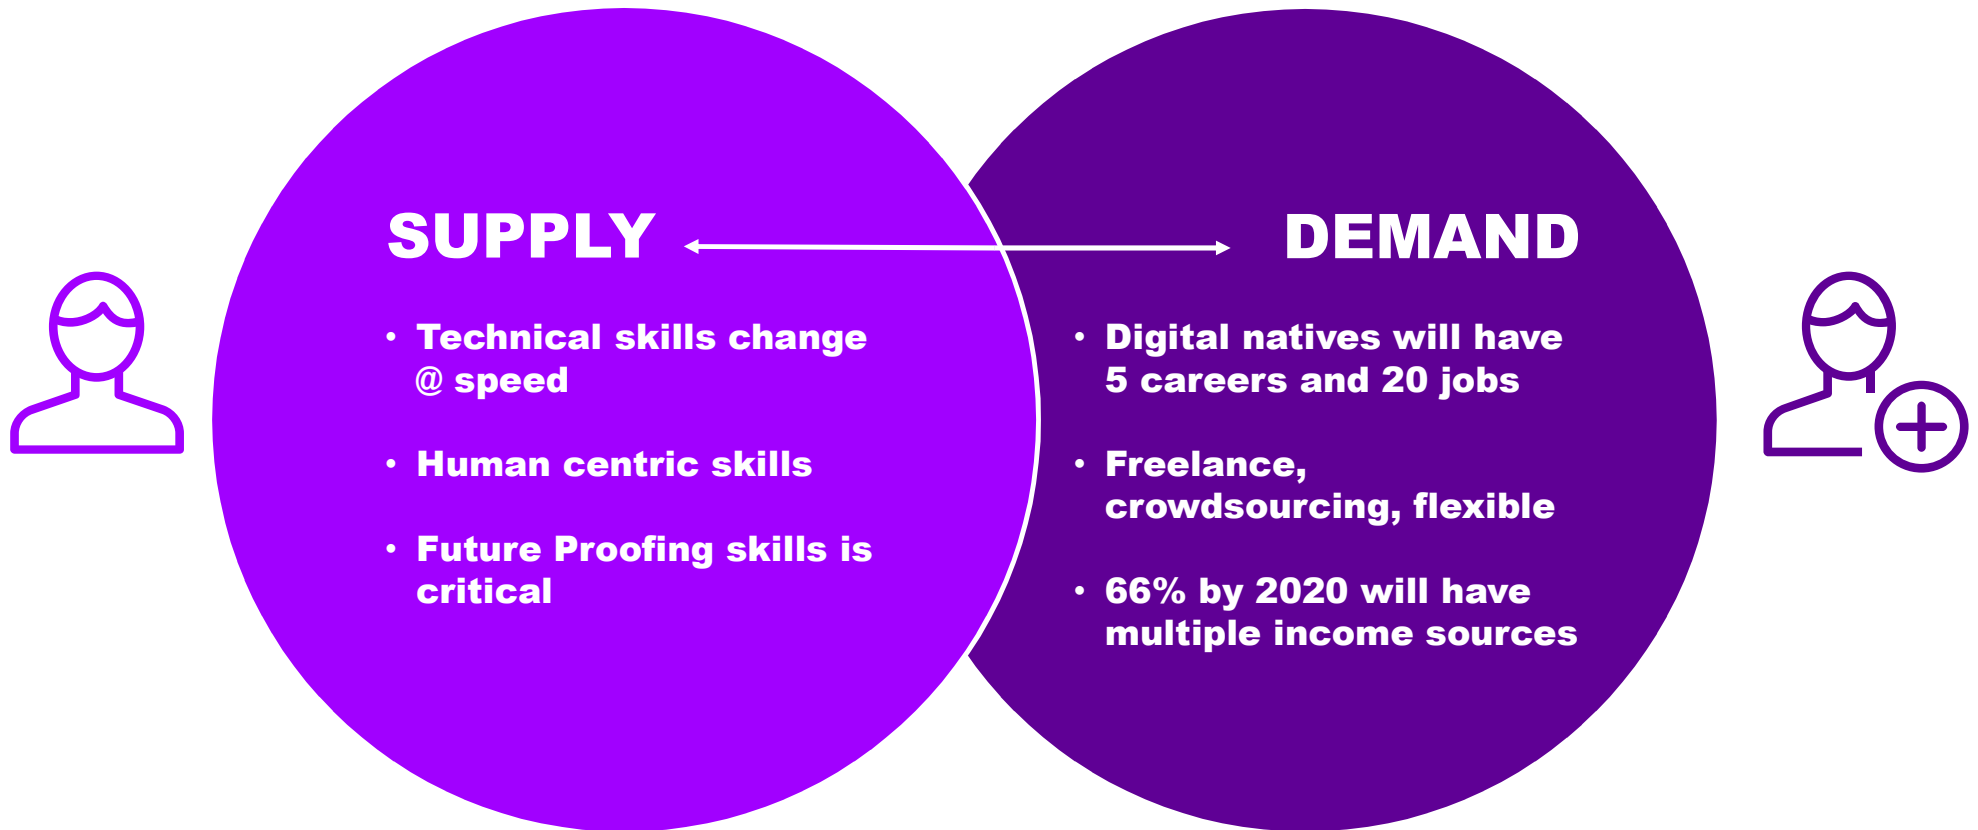 SUPPLY
• Technical skills change
@ speed
• Human centric skills
• Future Proofing skills is
critical
DEMAND
• Digital natives will have
5 careers and 20 jobs
• Freelance,
crowdsourcing, flexible
• 66% by 2020 will have
multiple income sources